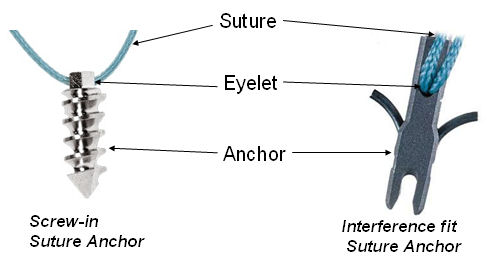 Suture
Eyelet
Anchor
Screw-in
Suture Anchor
Interference fit
Suture Anchor